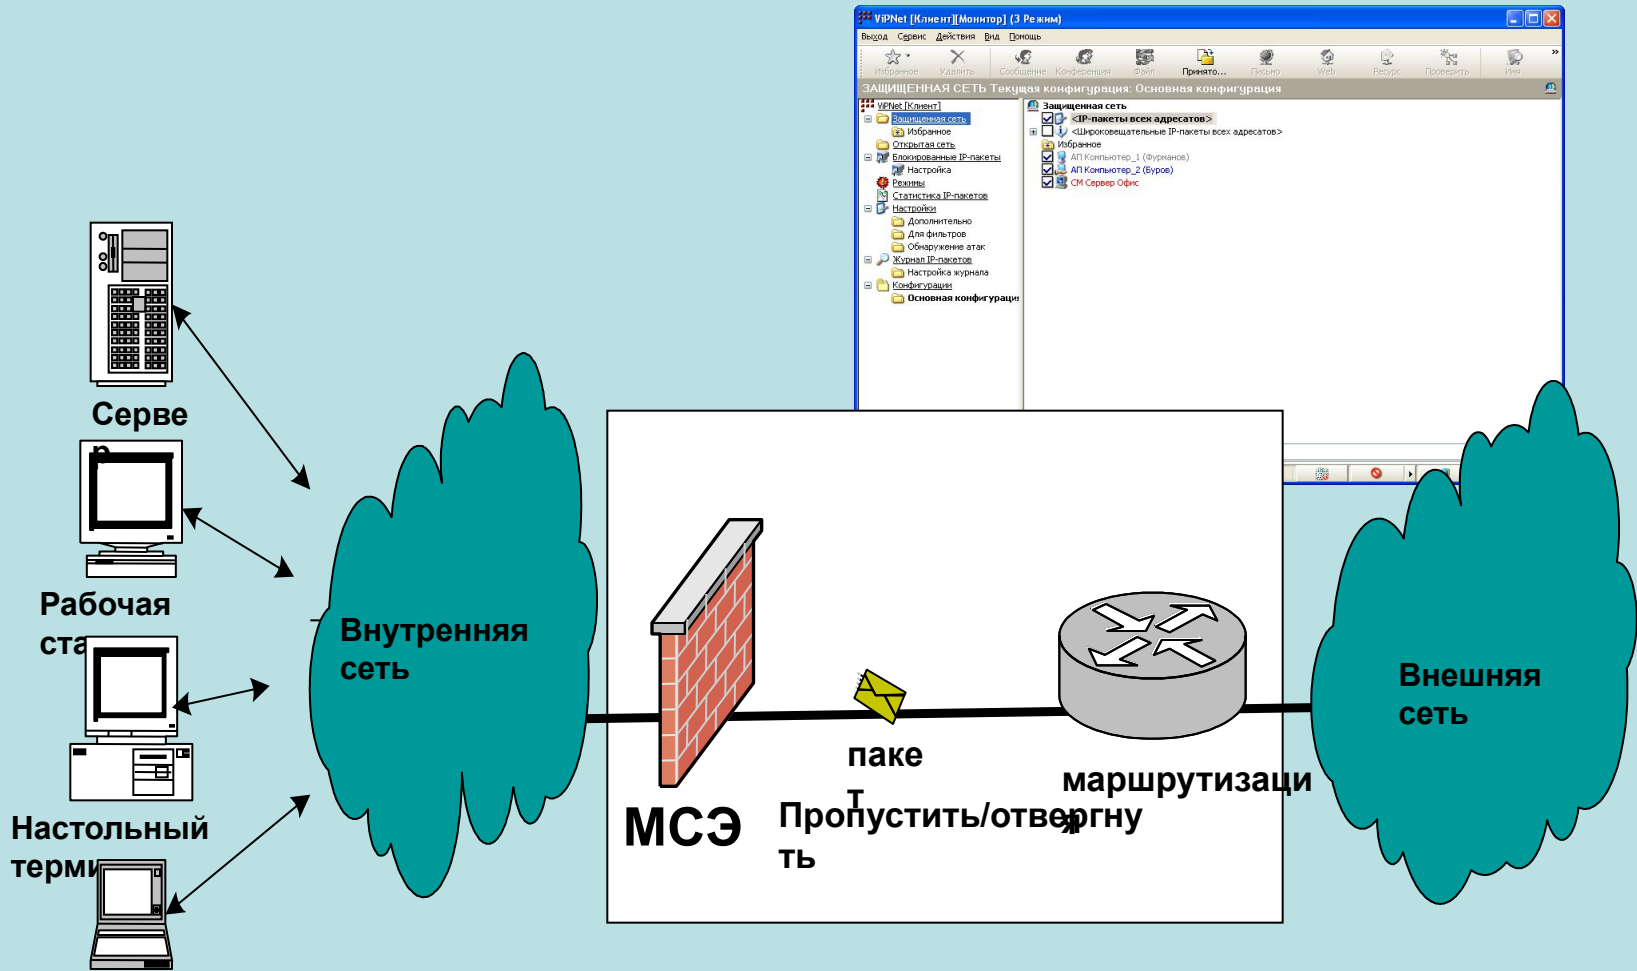 ViPNet [Клиент][Монитор] (3 Режим)
Выход Сервис Действия Вид Помощь
Избранное Удалить Сообщение Конференция Файл Принято... Письмо Web Ресурс Проверить Имя
ЗАЩИЩЕННАЯ СЕТЬ Текущая конфигурация: Основная конфигурация
ViPNet [Клиент]
Защищенная сеть
Избранное
Открытая сеть
Блокированные IP-пакеты
Настройка
Режимы
Статистика IP-пакетов
Настройки
Дополнительно
Для фильтров
Обнаружение атак
Журнал IP-пакетов
Настройка журнала
Конфигурации
Основная конфигурация
Защищенная сеть
<IP-пакеты всех адресатов>
<Широковещательные IP-пакеты всех адресатов>
Избранное
АП Компьютер_1 (Фурманов)
АП Компьютер_2 (Буров)
СМ Сервер Офис
Серве
р
Рабочая
ста
Настольный
терми
Внутренняя
сеть
МСЭ
паке
т
Пропустить/отвергну
ть
маршрутизаци
я
Внешняя
сеть